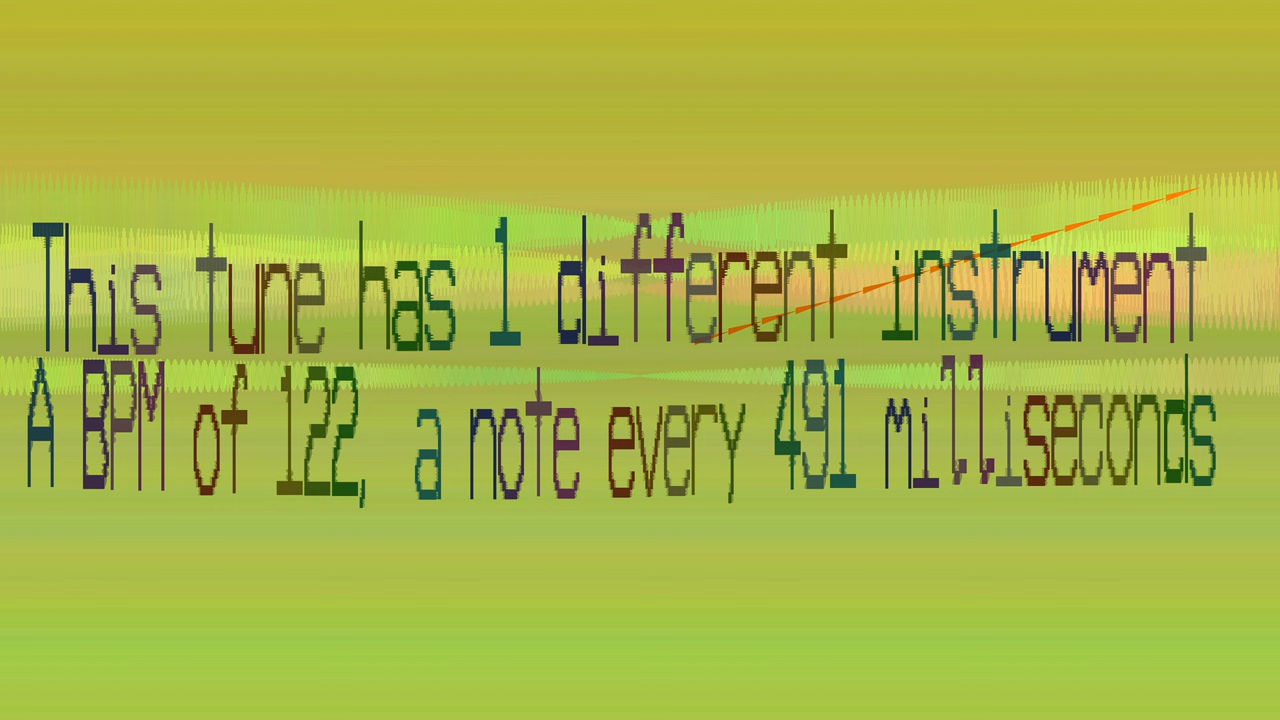 This tune has 1 different instrument
A BPM of 122, a note every 491 milliseconds